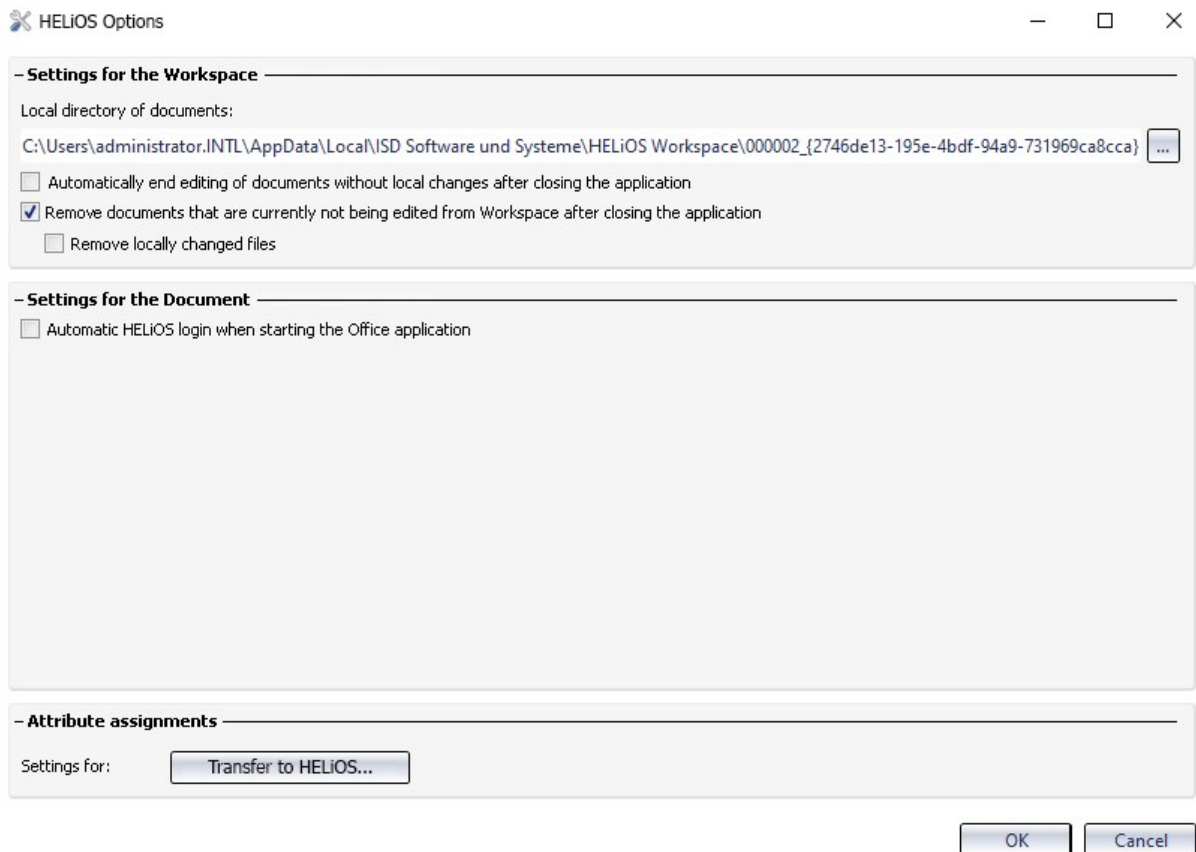 HELiOS Options
Settings for the Workspace
Local directory of documents:
C:\Users\administrator.INTL\AppData\Local\ISD Software und Systeme\HELiOS Workspace\000002_{2746de13-195e-4bdf-94a9-731969ca8cca} ...
Automatically end editing of documents without local changes after closing the application
Remove documents that are currently not being edited from Workspace after closing the application
Remove locally changed files
Settings for the Document
Automatic HELiOS login when starting the Office application
Attribute assignments
Settings for: Transfer to HELiOS...
OK Cancel